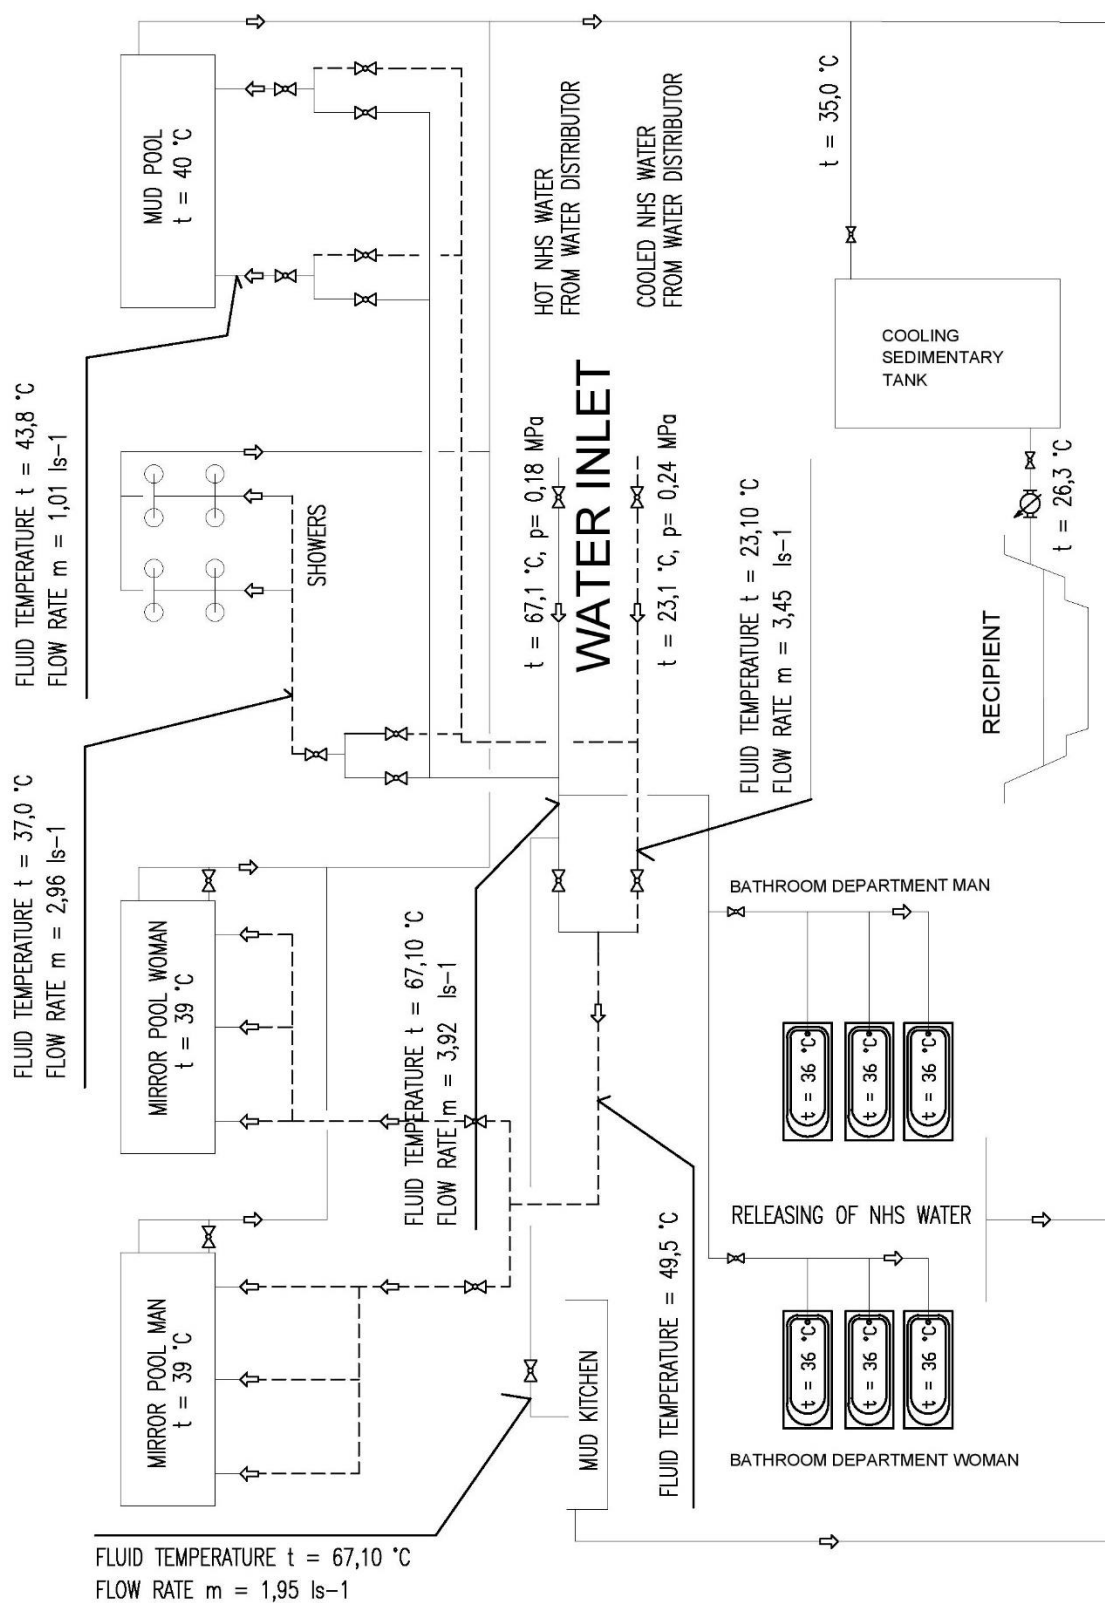 MUD POOL
t = 40 °C
FLUID TEMPERATURE t = 43,8 °C
FLOW RATE m = 1,01 ls-1
SHOWERS
HOT NHS WATER
FROM WATER DISTRIBUTOR
COOLED NHS WATER
FROM WATER DISTRIBUTOR
t = 67,1 °C, p= 0,18 MPa
WATER INLET
t = 23,1 °C, p= 0,24 MPa
t = 35,0 °C
COOLING
SEDIMENTARY
TANK
t = 26,3 °C
RECIPIENT
FLUID TEMPERATURE t = 23,10 °C
FLOW RATE m = 3,45 ls-1
FLUID TEMPERATURE t = 37,0 °C
FLOW RATE m = 2,96 ls-1
MIRROR POOL WOMAN
t = 39 °C
FLUID TEMPERATURE t = 67,10 °C
FLOW RATE m = 3,92 ls-1
BATHROOM DEPARTMENT MAN
t = 36 °C
t = 36 °C
t = 36 °C
RELEASING OF NHS WATER
MIRROR POOL MAN
t = 39 °C
MUD KITCHEN
FLUID TEMPERATURE = 49,5 °C
t = 36 °C
t = 36 °C
t = 36 °C
BATHROOM DEPARTMENT WOMAN
FLUID TEMPERATURE t = 67,10 °C
FLOW RATE m = 1,95 ls-1